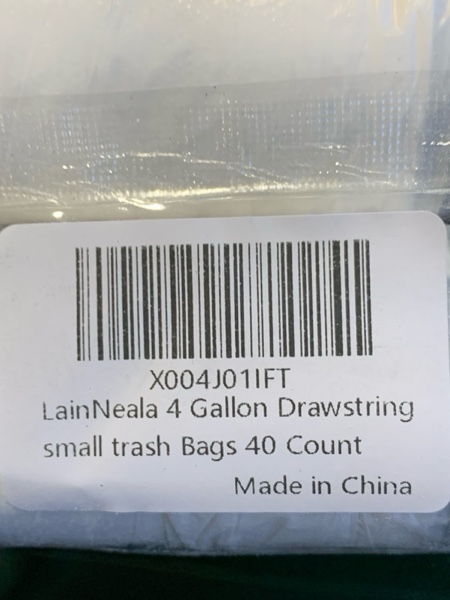 X004J01IFT
LainNeala 4 Gallon Drawstring
small trash Bags 40 Count
Made in China